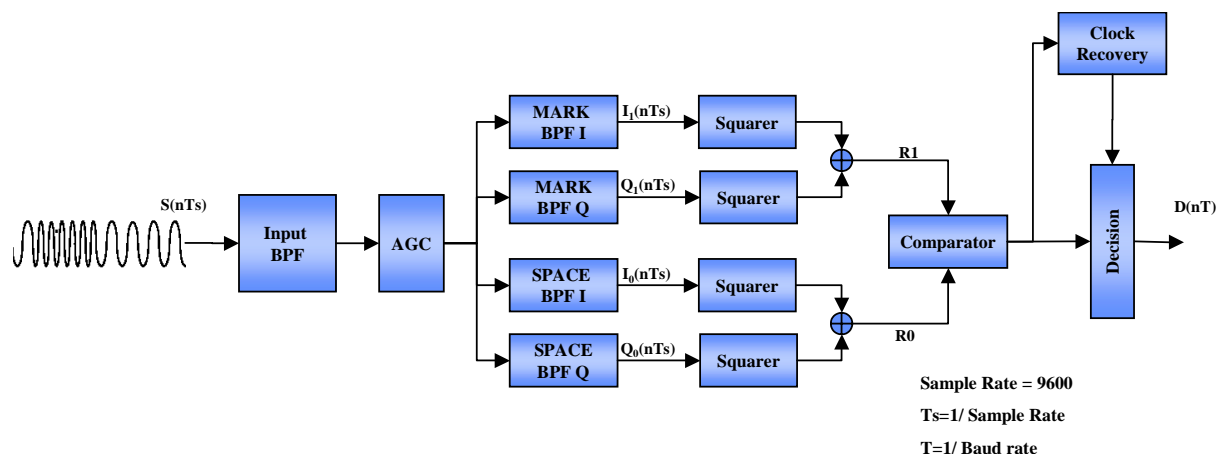 Clock
Recovery
MARK
BPF I
I1(nTs)
Squarer
R1
S(nTs)
Input
BPF
AGC
MARK
BPF Q
Q1(nTs)
Squarer
Comparator
Decision
D(nT)
SPACE
BPF I
I0(nTs)
Squarer
R0
SPACE
BPF Q
Q0(nTs)
Squarer
Sample Rate = 9600
Ts=1/ Sample Rate
T=1/ Baud rate